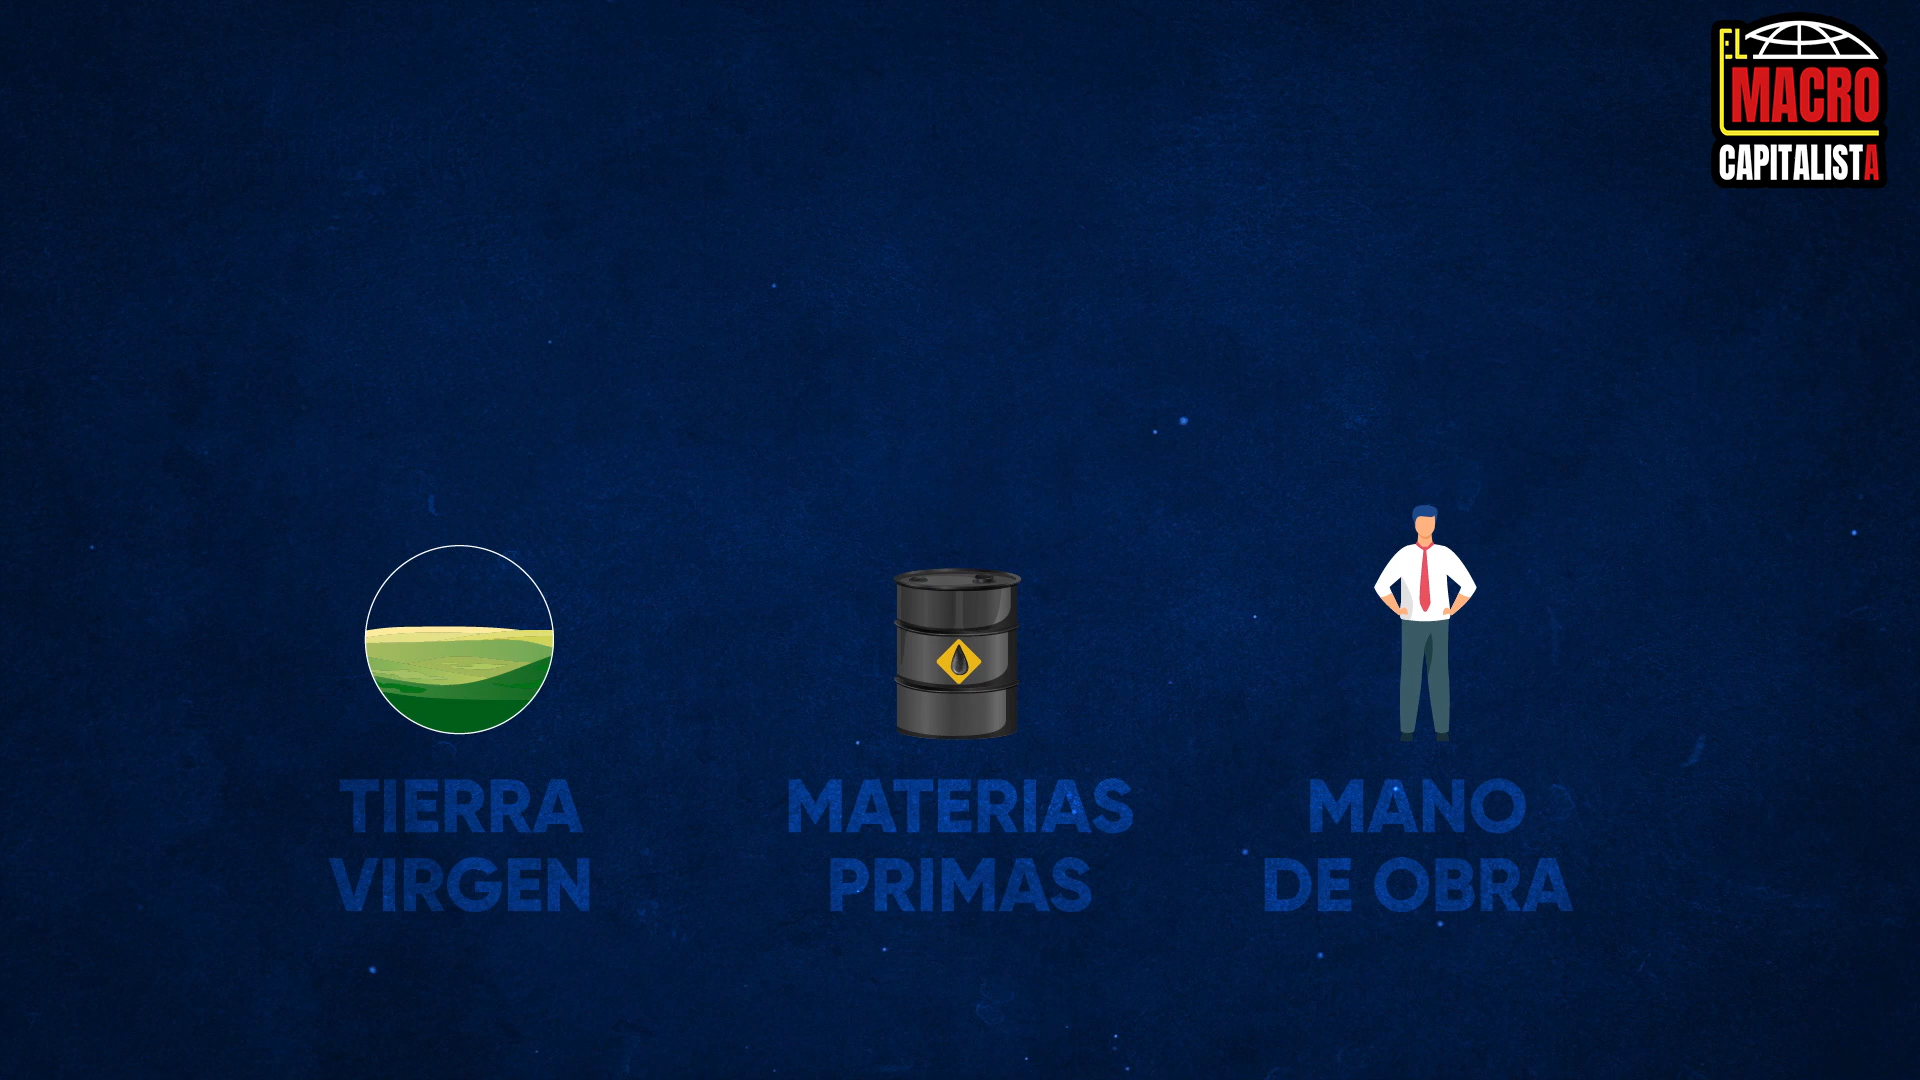 EL
MACRO
CAPITALISTA
TIERRA
VIRGEN
MATERIAS
PRIMAS
MANO
DE OBRA